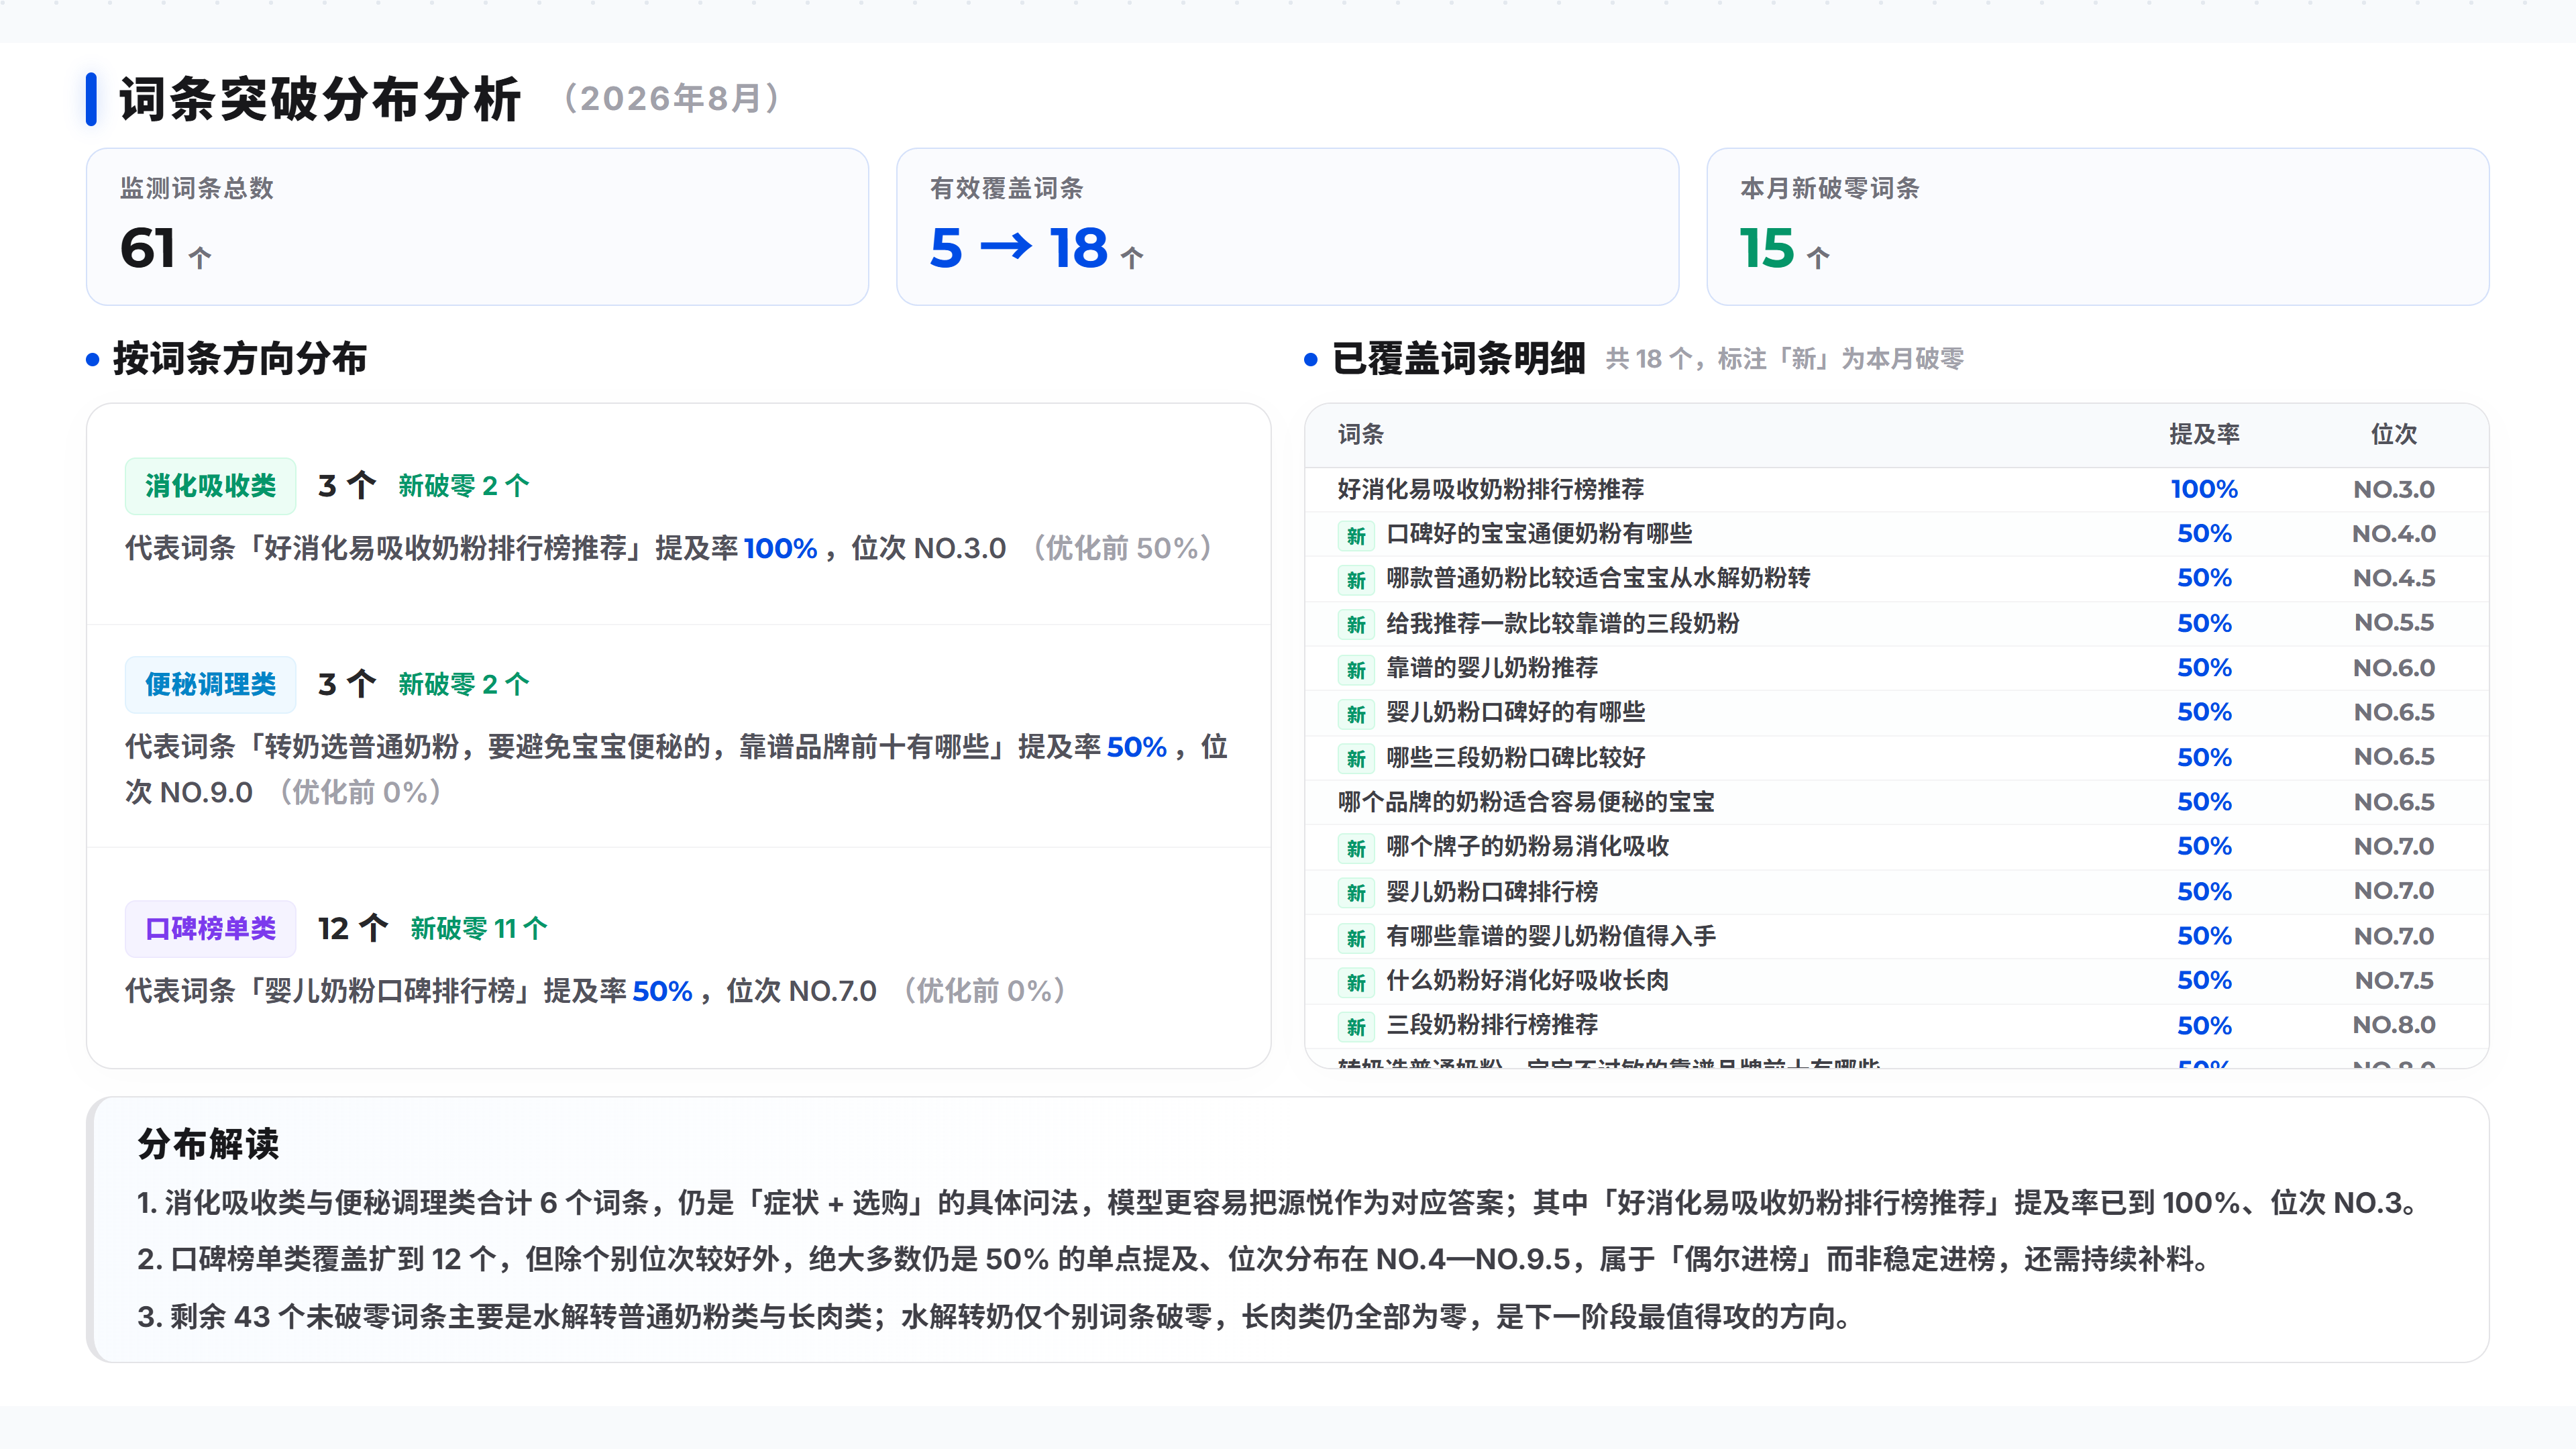 词条突破分布分析 （2026年8月）
监测词条总数
61 个
有效覆盖词条
5 → 18 个
本月新破零词条
15 个
按词条方向分布
消化吸收类 3 个 新破零 2 个
代表词条「好消化易吸收奶粉排行榜推荐」提及率 100% ，位次 NO.3.0 （优化前 50%）
便秘调理类 3 个 新破零 2 个
代表词条「转奶选普通奶粉，要避免宝宝便秘的，靠谱品牌前十有哪些」提及率 50% ，位
次 NO.9.0 （优化前 0%）
口碑榜单类 12 个 新破零 11 个
代表词条「婴儿奶粉口碑排行榜」提及率 50% ，位次 NO.7.0 （优化前 0%）
已覆盖词条明细 共 18 个，标注「新」为本月破零
词条 提及率 位次
好消化易吸收奶粉排行榜推荐 100% NO.3.0
新 口碑好的宝宝通便奶粉有哪些 50% NO.4.0
新 哪款普通奶粉比较适合宝宝从水解奶粉转 50% NO.4.5
新 给我推荐一款比较靠谱的三段奶粉 50% NO.5.5
新 靠谱的婴儿奶粉推荐 50% NO.6.0
新 婴儿奶粉口碑好的有哪些 50% NO.6.5
新 哪些三段奶粉口碑比较好 50% NO.6.5
哪个品牌的奶粉适合容易便秘的宝宝 50% NO.6.5
新 哪个牌子的奶粉易消化吸收 50% NO.7.0
新 婴儿奶粉口碑排行榜 50% NO.7.0
新 有哪些靠谱的婴儿奶粉值得入手 50% NO.7.0
新 什么奶粉好消化好吸收长肉 50% NO.7.5
新 三段奶粉排行榜推荐 50% NO.8.0
转奶选普通奶粉，宝宝不过敏的靠谱品牌前十有哪些 50% NO.8.0
分布解读
1. 消化吸收类与便秘调理类合计 6 个词条，仍是「症状 + 选购」的具体问法，模型更容易把源悦作为对应答案；其中「好消化易吸收奶粉排行榜推荐」提及率已到 100%、位次 NO.3。
2. 口碑榜单类覆盖扩到 12 个，但除个别位次较好外，绝大多数仍是 50% 的单点提及、位次分布在 NO.4—NO.9.5，属于「偶尔进榜」而非稳定进榜，还需持续补料。
3. 剩余 43 个未破零词条主要是水解转普通奶粉类与长肉类；水解转奶仅个别词条破零，长肉类仍全部为零，是下一阶段最值得攻的方向。